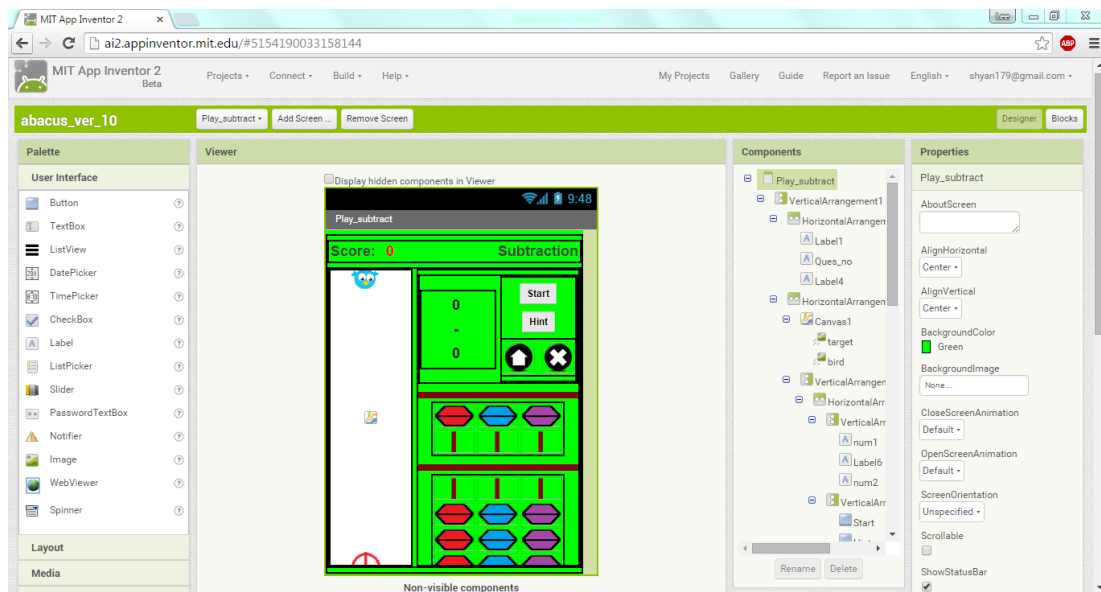 MIT App Inventor 2
ai2.appinventor.mit.edu/#5154190033158144
ABP
MIT App Inventor 2
Beta
Projects Connect Build Help
My Projects Gallery Guide Report an Issue English shyan179@gmail.com
abacus_ver_10
Play_subtract Add Screen ... Remove Screen
Designer Blocks
Palette
User Interface
Button
TextBox
ListView
DatePicker
TimePicker
CheckBox
Label
ListPicker
Slider
PasswordTextBox
Notifier
Image
WebViewer
Spinner
Layout
Media
Viewer
Display hidden components in Viewer
9:48
Play_subtract
Score: 0 Subtraction
0
-
0
Start
Hint
Non-visible components
Components
Play_subtract
VerticalArrangement1
HorizontalArrangen
Label1
Ques_no
Label4
HorizontalArrangen
Canvas1
target
bird
VerticalArrangen
HorizontalArr
VerticalArr
num1
Label6
num2
VerticalArr
Start
Rename Delete
Properties
Play_subtract
AboutScreen
AlignHorizontal
Center
AlignVertical
Center
BackgroundColor
Green
BackgroundImage
None...
CloseScreenAnimation
Default
OpenScreenAnimation
Default
ScreenOrientation
Unspecified
Scrollable
ShowStatusBar